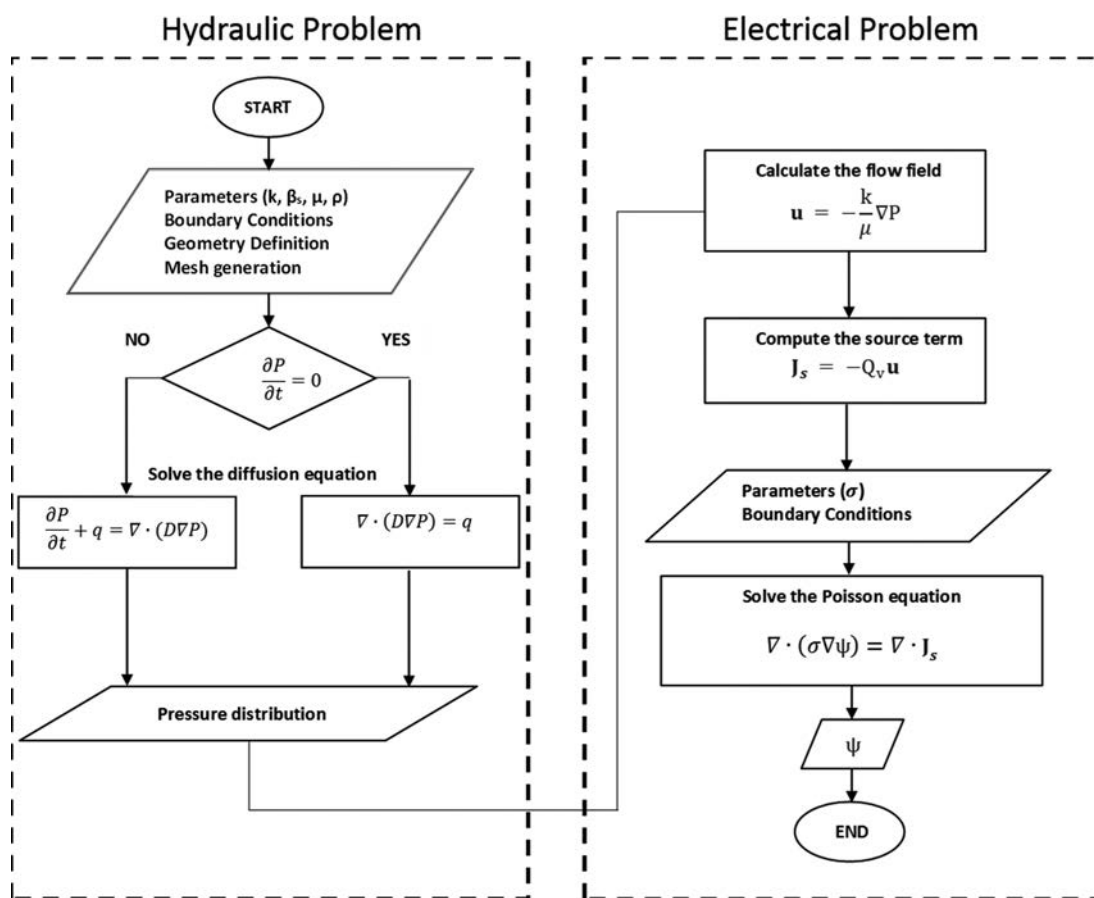 Hydraulic Problem
START
Parameters (k, βₛ, μ, ρ)
Boundary Conditions
Geometry Definition
Mesh generation
NO
YES
∂P/∂t = 0
Solve the diffusion equation
∂P/∂t + q = ∇ · (D∇P)
∇ · (D∇P) = q
Pressure distribution
Electrical Problem
Calculate the flow field
u = −k/μ ∇P
Compute the source term
Jₛ = −Qᵥu
Parameters (σ)
Boundary Conditions
Solve the Poisson equation
∇ · (σ∇ψ) = ∇ · Jₛ
ψ
END